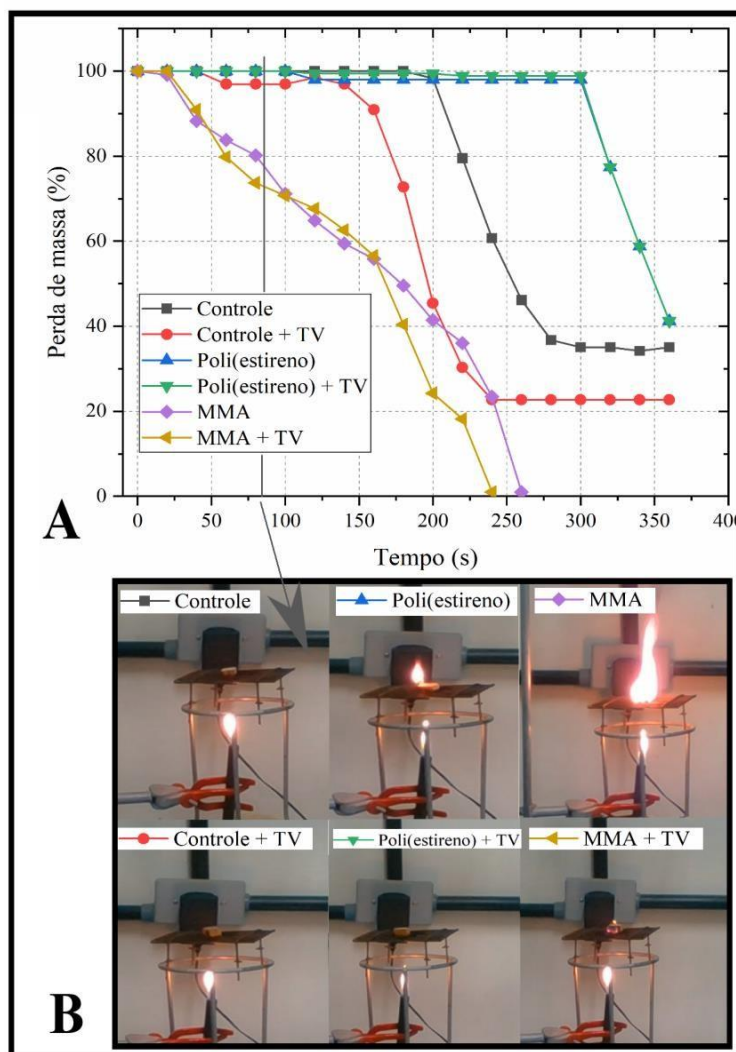 100
80
60
40
20
0
Perda de massa (%)
Controle
Controle + TV
Poli(estireno)
Poli(estireno) + TV
MMA
MMA + TV
0 50 100 150 200 250 300 350 400
Tempo (s)
A
Controle Poli(estireno) MMA
Controle + TV Poli(estireno) + TV MMA + TV
B